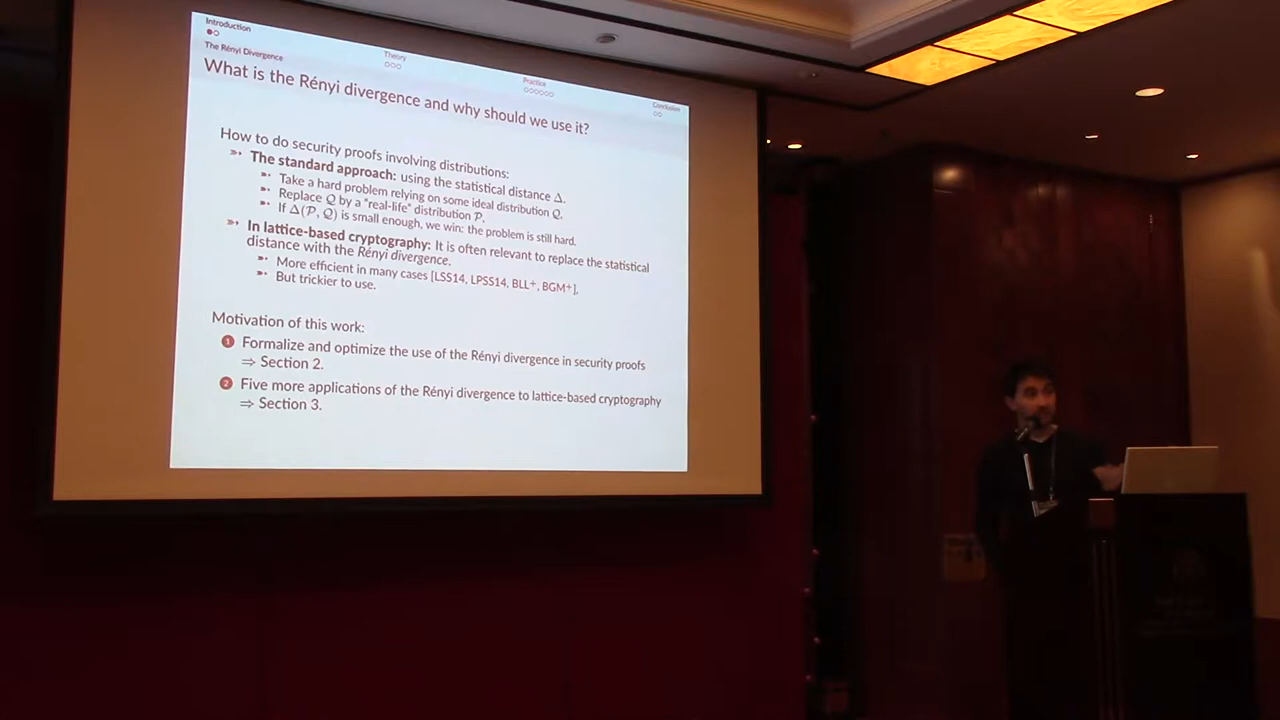 Introduction
Theory
Practice
Conclusion
The Rényi Divergence
What is the Rényi divergence and why should we use it?
How to do security proofs involving distributions:
The standard approach: using the statistical distance Δ.
Take a hard problem relying on some ideal distribution Q.
Replace Q by a "real-life" distribution P.
If Δ(P, Q) is small enough, we win: the problem is still hard.
In lattice-based cryptography: It is often relevant to replace the statistical
distance with the Rényi divergence.
More efficient in many cases [LSS14, LPSS14, BLL+, BGM+],
But trickier to use.
Motivation of this work:
1 Formalize and optimize the use of the Rényi divergence in security proofs
⇒ Section 2.
2 Five more applications of the Rényi divergence to lattice-based cryptography
⇒ Section 3.